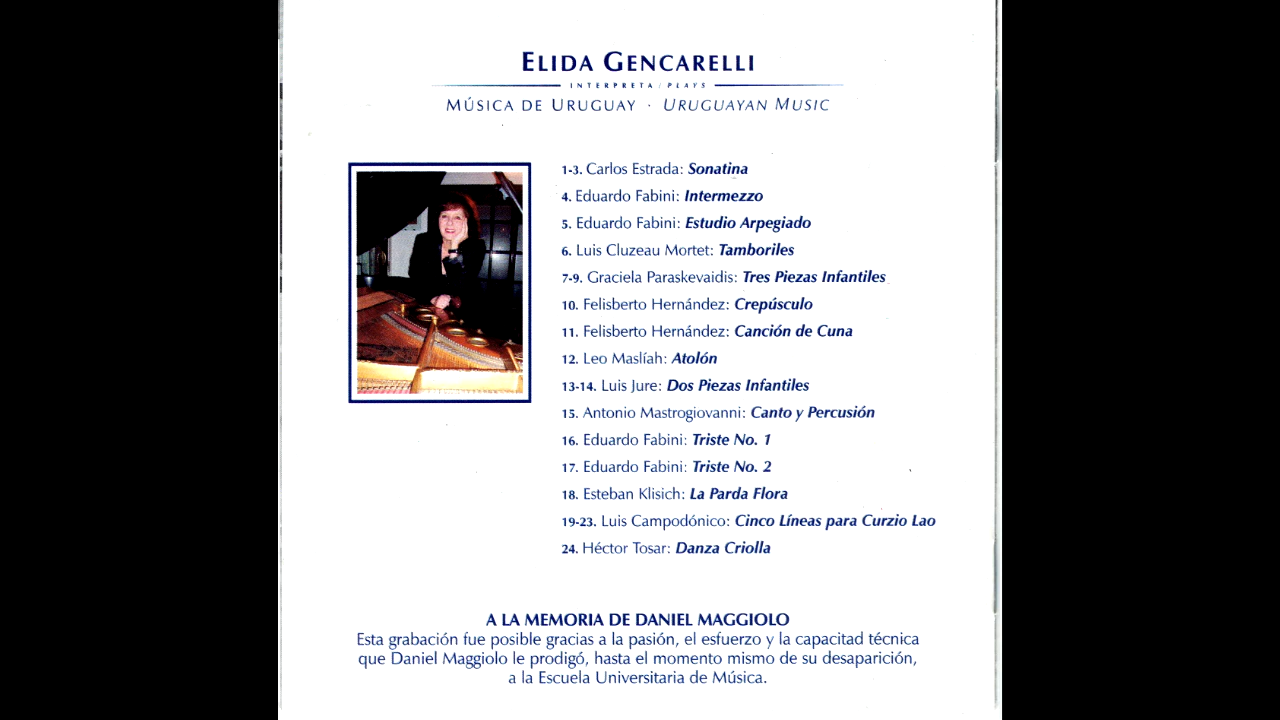 ELIDA GENCARELLI
INTERPRETA / PLAYS
MÚSICA DE URUGUAY · URUGUAYAN MUSIC
1-3. Carlos Estrada: Sonatina
4. Eduardo Fabini: Intermezzo
5. Eduardo Fabini: Estudio Arpegiado
6. Luis Cluzeau Mortet: Tamboriles
7-9. Graciela Paraskevaidis: Tres Piezas Infantiles
10. Felisberto Hernández: Crepúsculo
11. Felisberto Hernández: Canción de Cuna
12. Leo Maslíah: Atolón
13-14. Luis Jure: Dos Piezas Infantiles
15. Antonio Mastrogiovanni: Canto y Percusión
16. Eduardo Fabini: Triste No. 1
17. Eduardo Fabini: Triste No. 2
18. Esteban Klisich: La Parda Flora
19-23. Luis Campodónico: Cinco Líneas para Curzio Lao
24. Héctor Tosar: Danza Criolla
A LA MEMORIA DE DANIEL MAGGIOLO
Esta grabación fue posible gracias a la pasión, el esfuerzo y la capacitad técnica
que Daniel Maggiolo le prodigó, hasta el momento mismo de su desaparición,
a la Escuela Universitaria de Música.